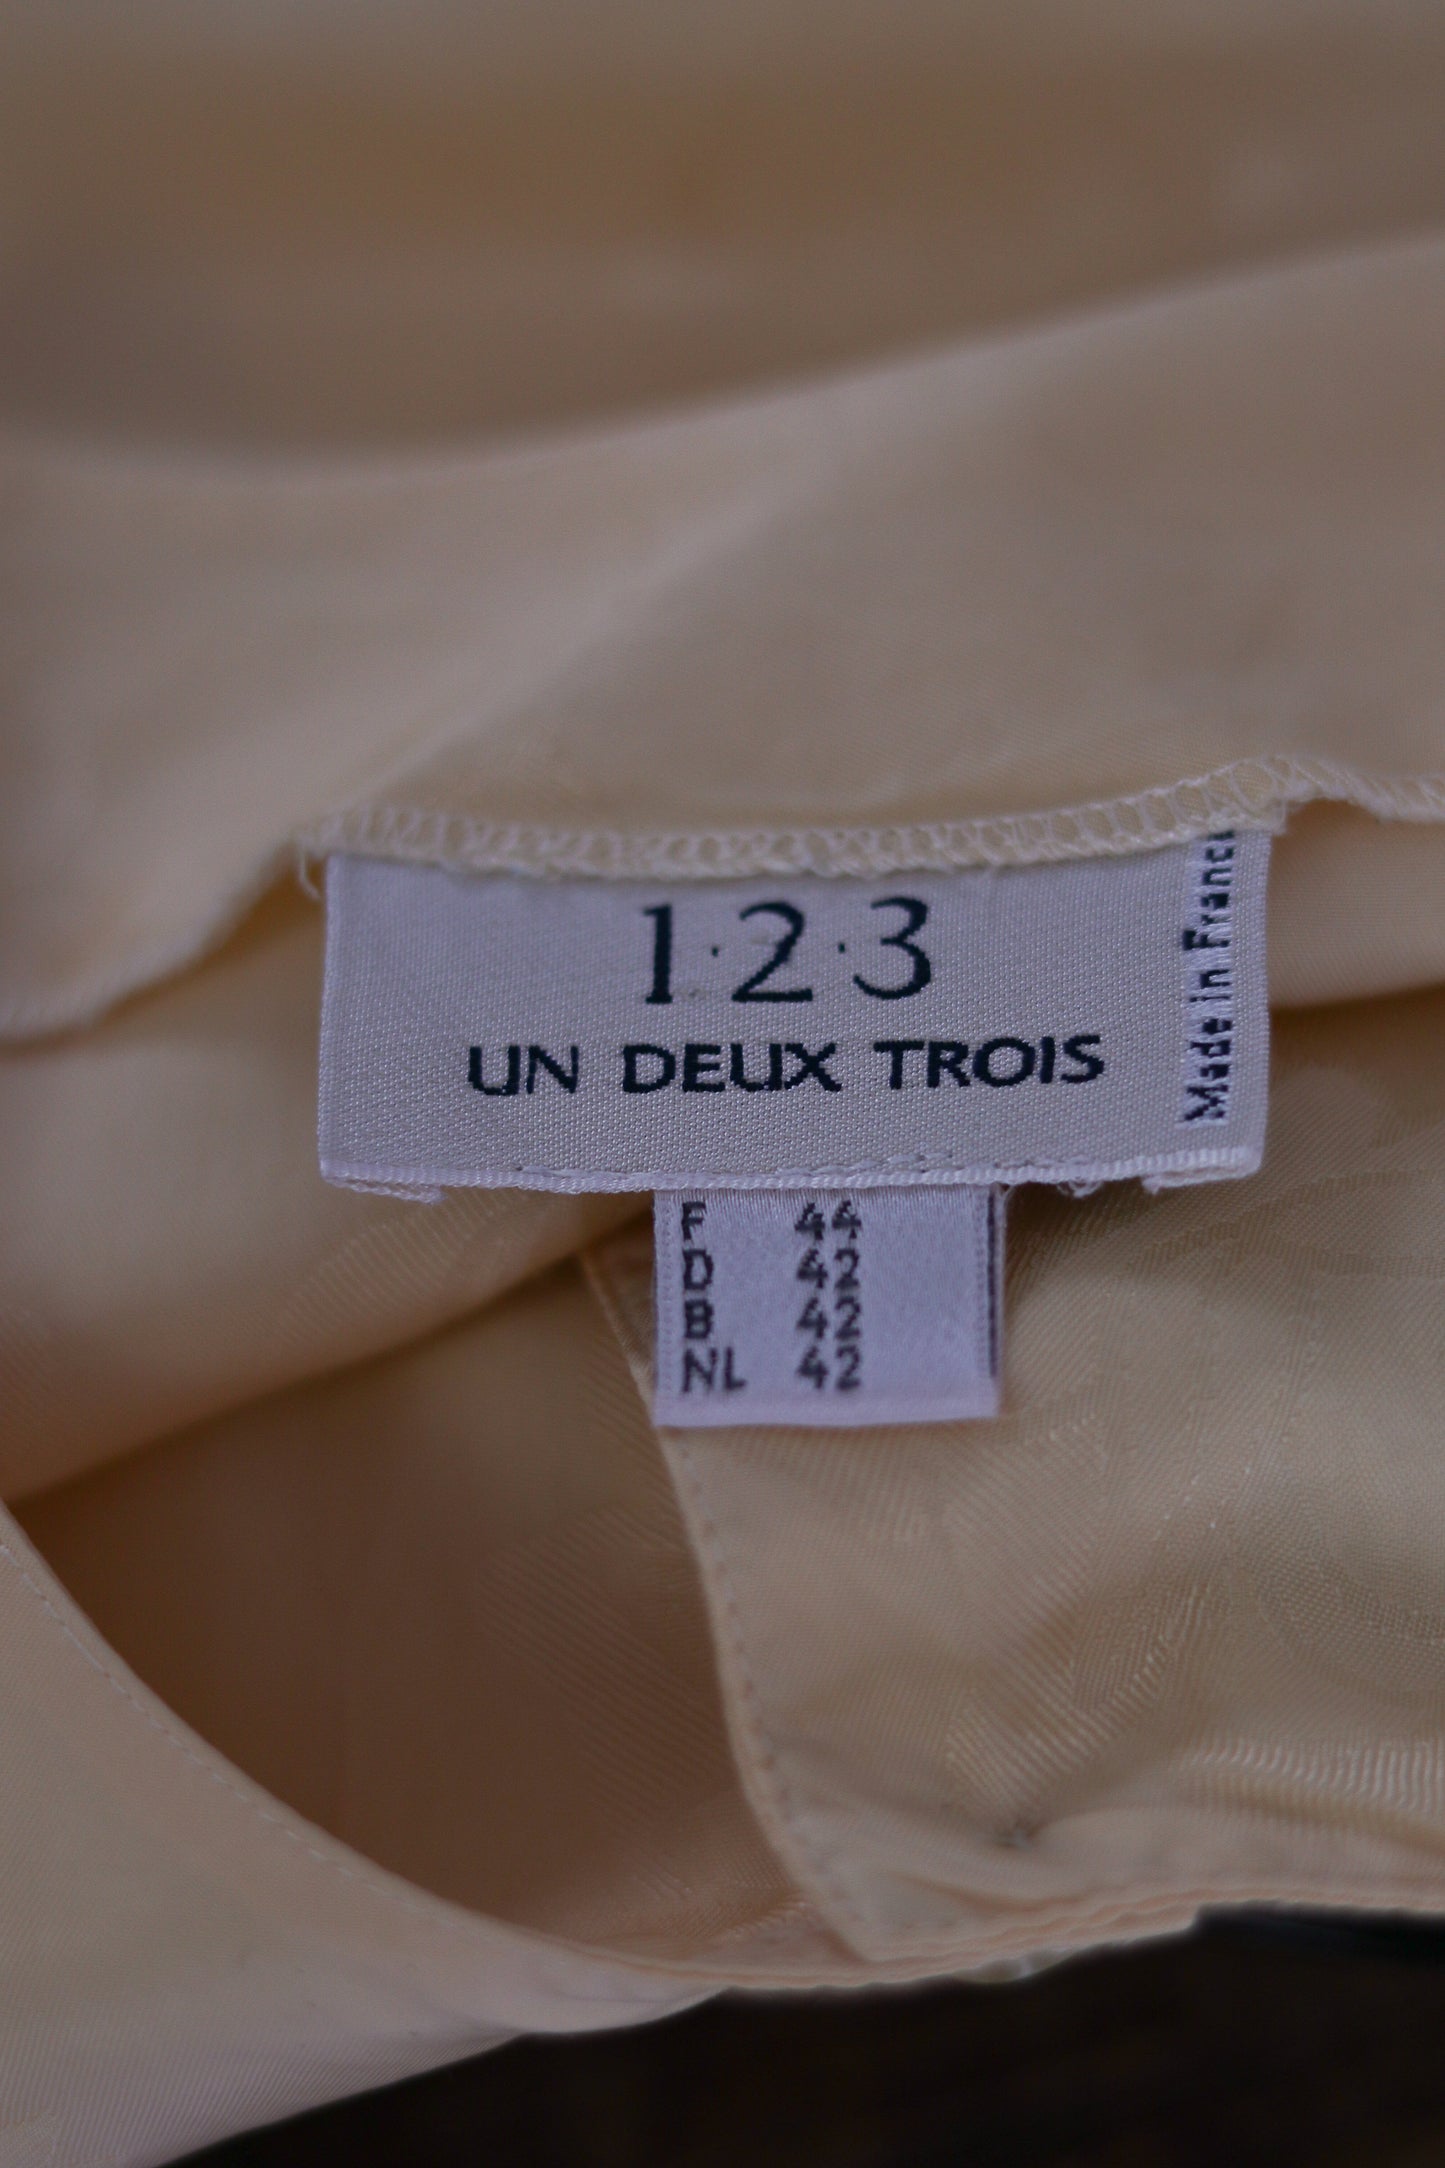 1·2·3
UN DEUX TROIS
Made in France
F 44
D 42
B 42
NL 42